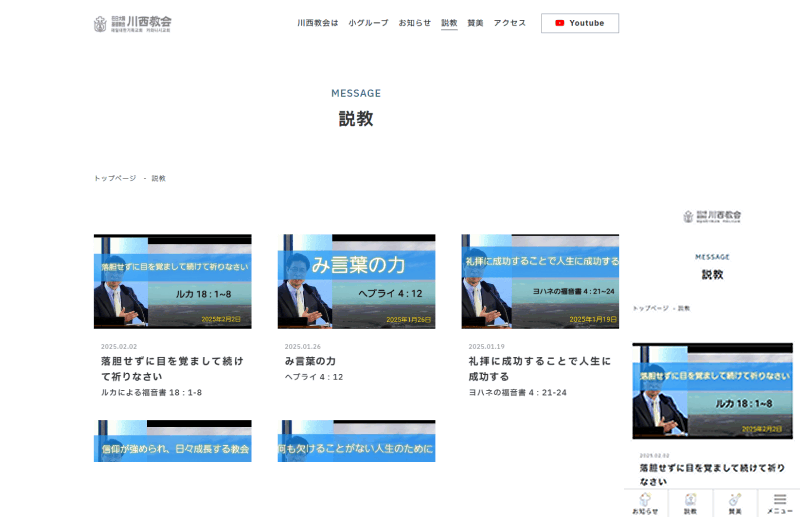 川西教会
川西教会は 小グループ お知らせ 説教 賛美 アクセス Youtube
MESSAGE
説教
トップページ - 説教
落胆せずに目を覚まして続けて祈りなさい
ルカ 18 : 1~8
2025年2月2日
2025.02.02
落胆せずに目を覚まして続け
て祈りなさい
ルカによる福音書 18 : 1-8
み言葉の力
ヘブライ 4 : 12
2025年1月26日
2025.01.26
み言葉の力
ヘブライ 4 : 12
礼拝に成功することで人生に成功する
ヨハネの福音書 4 : 21~24
2025年1月19日
2025.01.19
礼拝に成功することで人生に
成功する
ヨハネの福音書 4 : 21-24
信仰が強められ、日々成長する教会
何も欠けることがない人生のために
川西教会
MESSAGE
説教
トップページ - 説教
落胆せずに目を覚まして続けて祈りなさい
ルカ 18 : 1~8
2025年2月2日
2025.02.02
落胆せずに目を覚まして続けて祈り
なさい
お知らせ 説教 賛美 メニュー